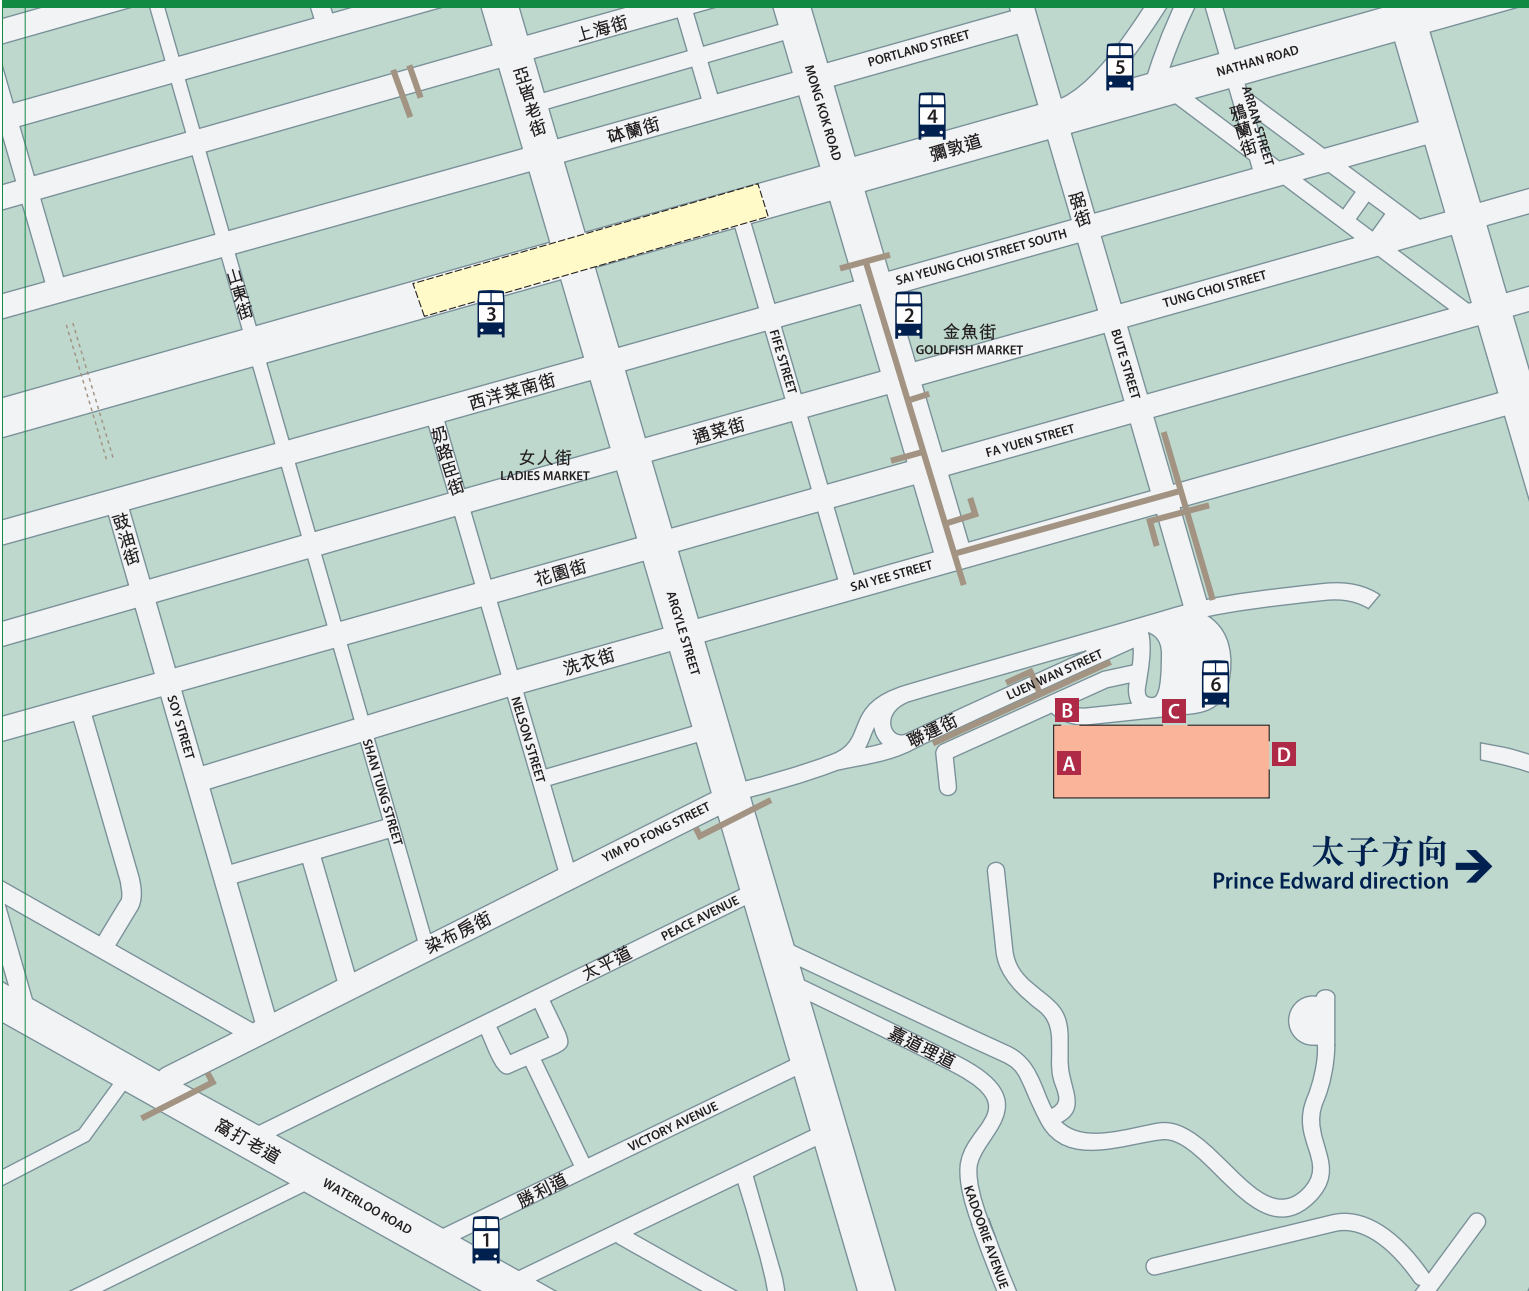 上海街
亞皆老街
PORTLAND STREET
MONG KOK ROAD
5
NATHAN ROAD
ARRAN STREET
鴉蘭街
砵蘭街
4
彌敦道
弼街
SAI YEUNG CHOI STREET SOUTH
TUNG CHOI STREET
山東街
3
2
金魚街
GOLDFISH MARKET
FIFE STREET
BUTE STREET
西洋菜南街
奶路臣街
女人街
LADIES MARKET
通菜街
FA YUEN STREET
豉油街
花園街
SAI YEE STREET
ARGYLE STREET
洗衣街
LUEN WAN STREET
聯運街
6
B
C
A
D
SOY STREET
NELSON STREET
SHAN TUNG STREET
YIM PO FONG STREET
太子方向
Prince Edward direction
染布房街
PEACE AVENUE
太平道
嘉道理道
窩打老道
VICTORY AVENUE
勝利道
WATERLOO ROAD
KADOORIE AVENUE
1